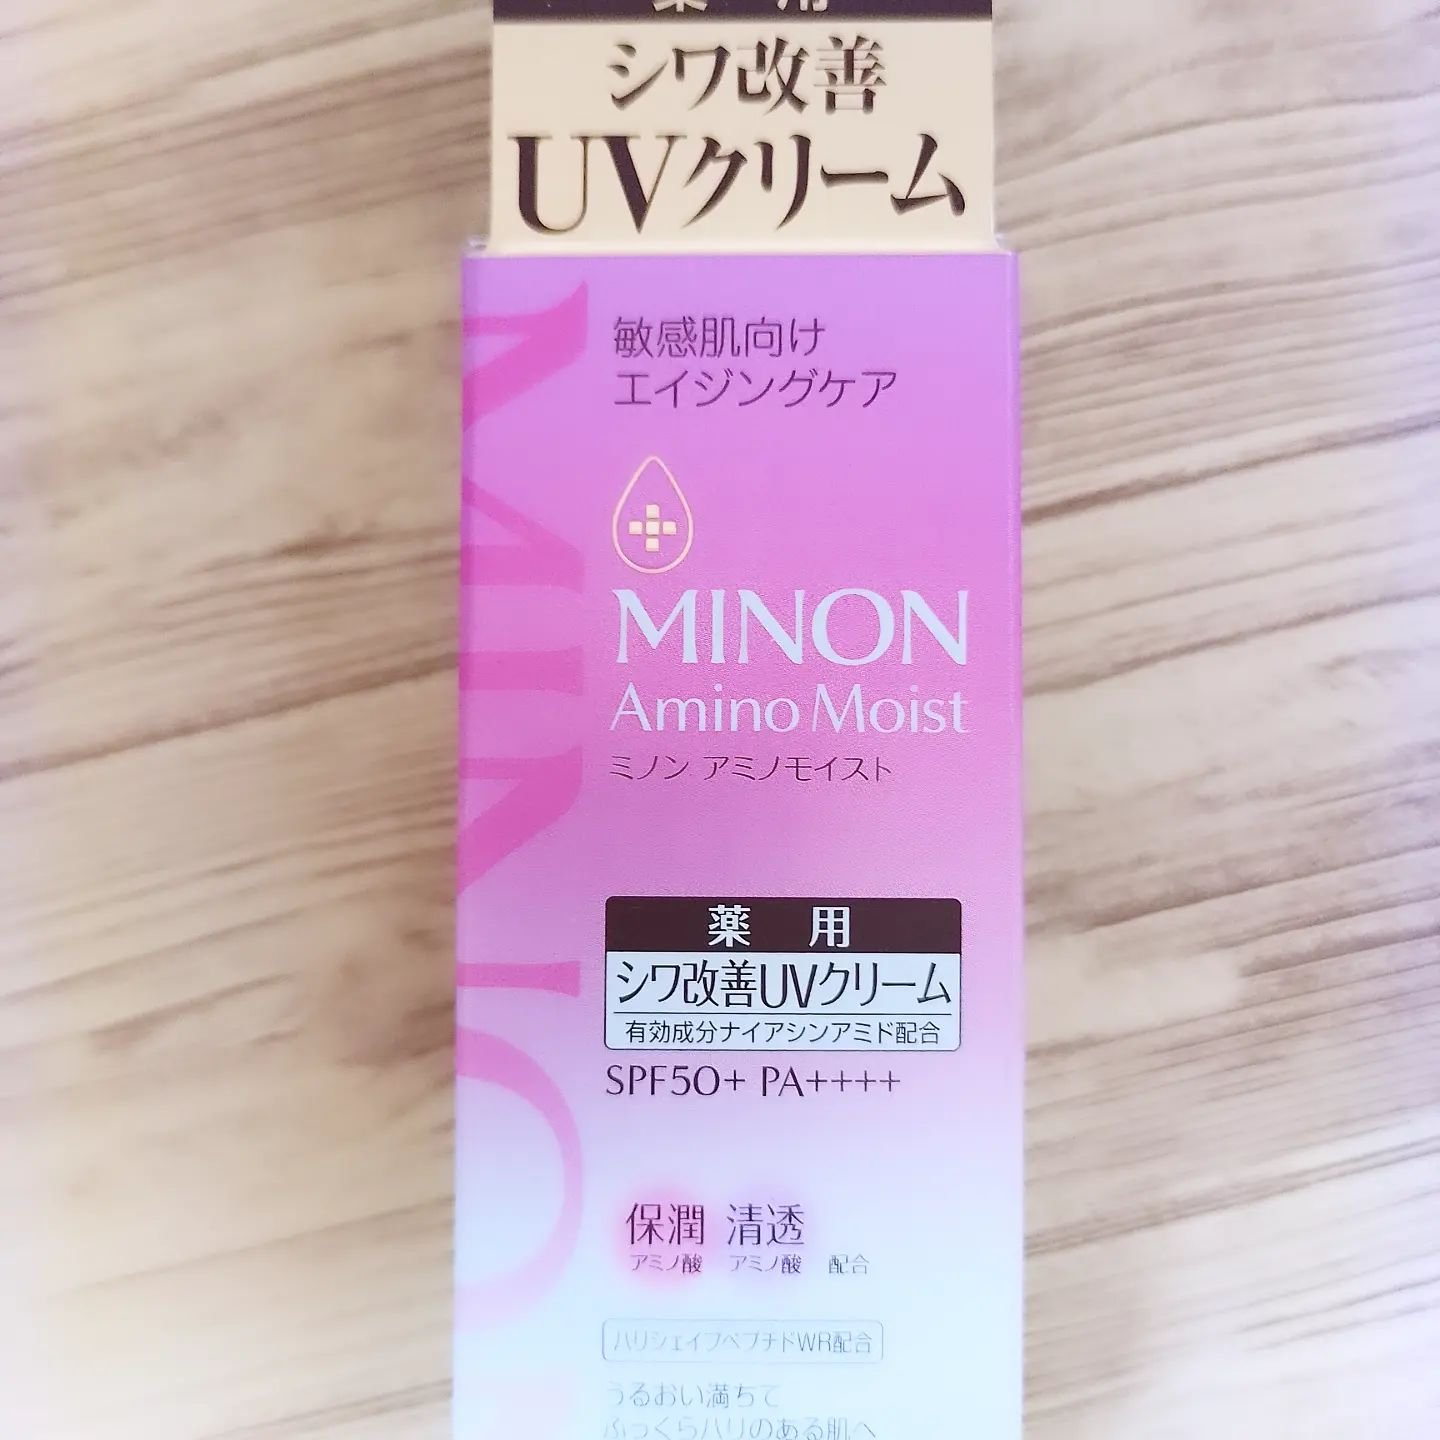 薬 用
シワ改善
UVクリーム
敏感肌向け
エイジングケア
MINON
MINON
Amino Moist
ミノン アミノモイスト
薬 用
シワ改善UVクリーム
有効成分ナイアシンアミド配合
SPF50+ PA++++
保潤 清透
アミノ酸 アミノ酸 配合
ハリシェイプペプチドWR配合
うるおい満ちて
ふっくらハリのある肌へ